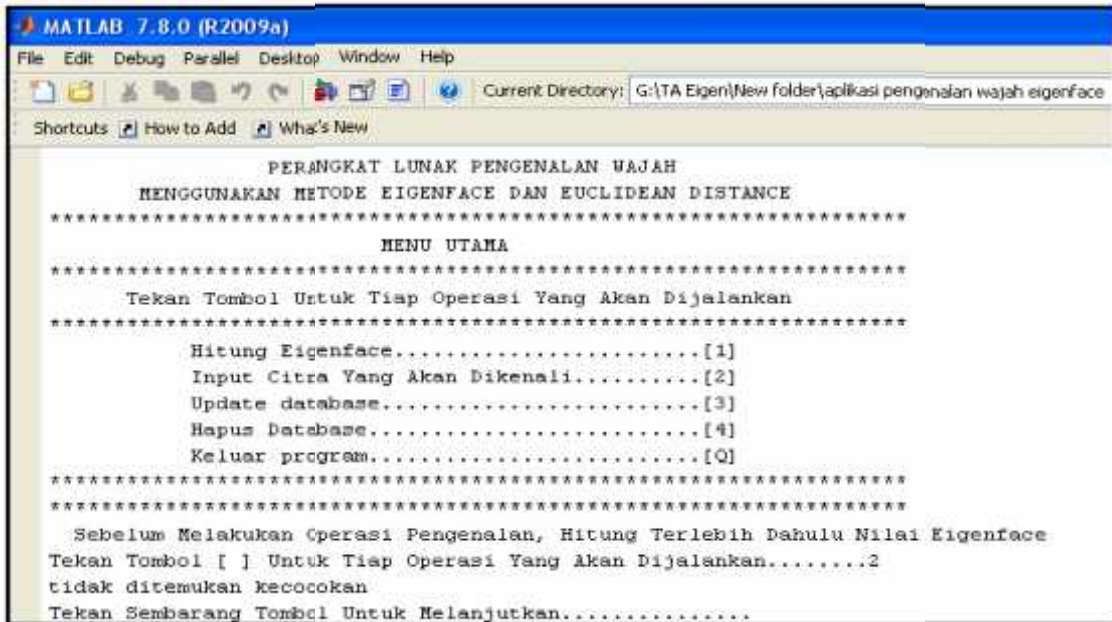 MATLAB 7.8.0 (R2009a)
File Edit Debug Parallel Desktop Window Help
Current Directory: G:\TA Eigen\New folder\aplikasi pengenalan wajah eigenface
Shortcuts How to Add What's New
PERANGKAT LUNAK PENGENALAN WAJAH
MENGGUNAKAN METODE EIGENFACE DAN EUCLIDEAN DISTANCE
*******************************************************************
MENU UTAMA
*******************************************************************
Tekan Tombol Untuk Tiap Operasi Yang Akan Dijalankan
*******************************************************************
Hitung Eigenface........................[1]
Input Citra Yang Akan Dikenali..........[2]
Update database.........................[3]
Hapus Database..........................[4]
Keluar program..........................[Q]
*******************************************************************
*******************************************************************
Sebelum Melakukan Operasi Pengenalan, Hitung Terlebih Dahulu Nilai Eigenface
Tekan Tombol [ ] Untuk Tiap Operasi Yang Akan Dijalankan........2
tidak ditemukan kecocokan
Tekan Sembarang Tombol Untuk Melanjutkan...............